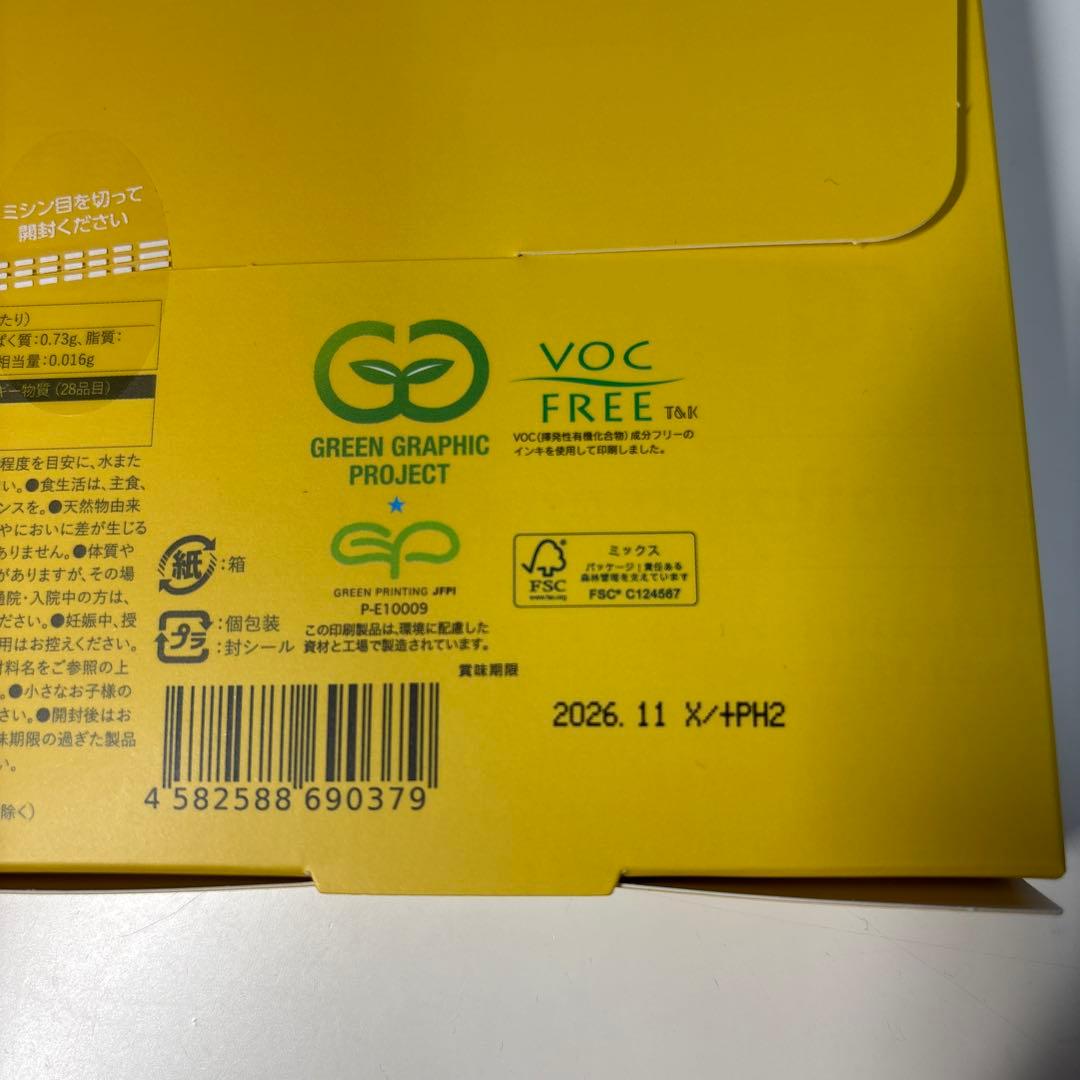 ミシン目を切って
開封ください
たり)
ぱく質:0.73g、脂質:
相当量:0.016g
ギー物質(28品目)
程度を目安に、水また
い。●食生活は、主食、
ンスを。●天然物由来
やにおいに差が生じる
ありません。●体質や
がありますが、その場
通院・入院中の方は、
ださい。●妊娠中、授
用はお控えください。
材料名をご参照の上
。●小さなお子様の
さい。●開封後はお
味期限の過ぎた製品
い。
除く)
GREEN GRAPHIC
PROJECT
VOC
FREE T&K
VOC(揮発性有機化合物)成分フリーの
インキを使用して印刷しました。
GP
GREEN PRINTING JFPI
P-E10009
この印刷製品は、環境に配慮した
資材と工場で製造されています。
FSC
www.fsc.org
ミックス
パッケージ|責任ある
森林管理を支えています
FSC® C124567
紙:箱
プラ:個包装
:封シール
賞味期限
2026.11 X/+PH2
4 582588 690379